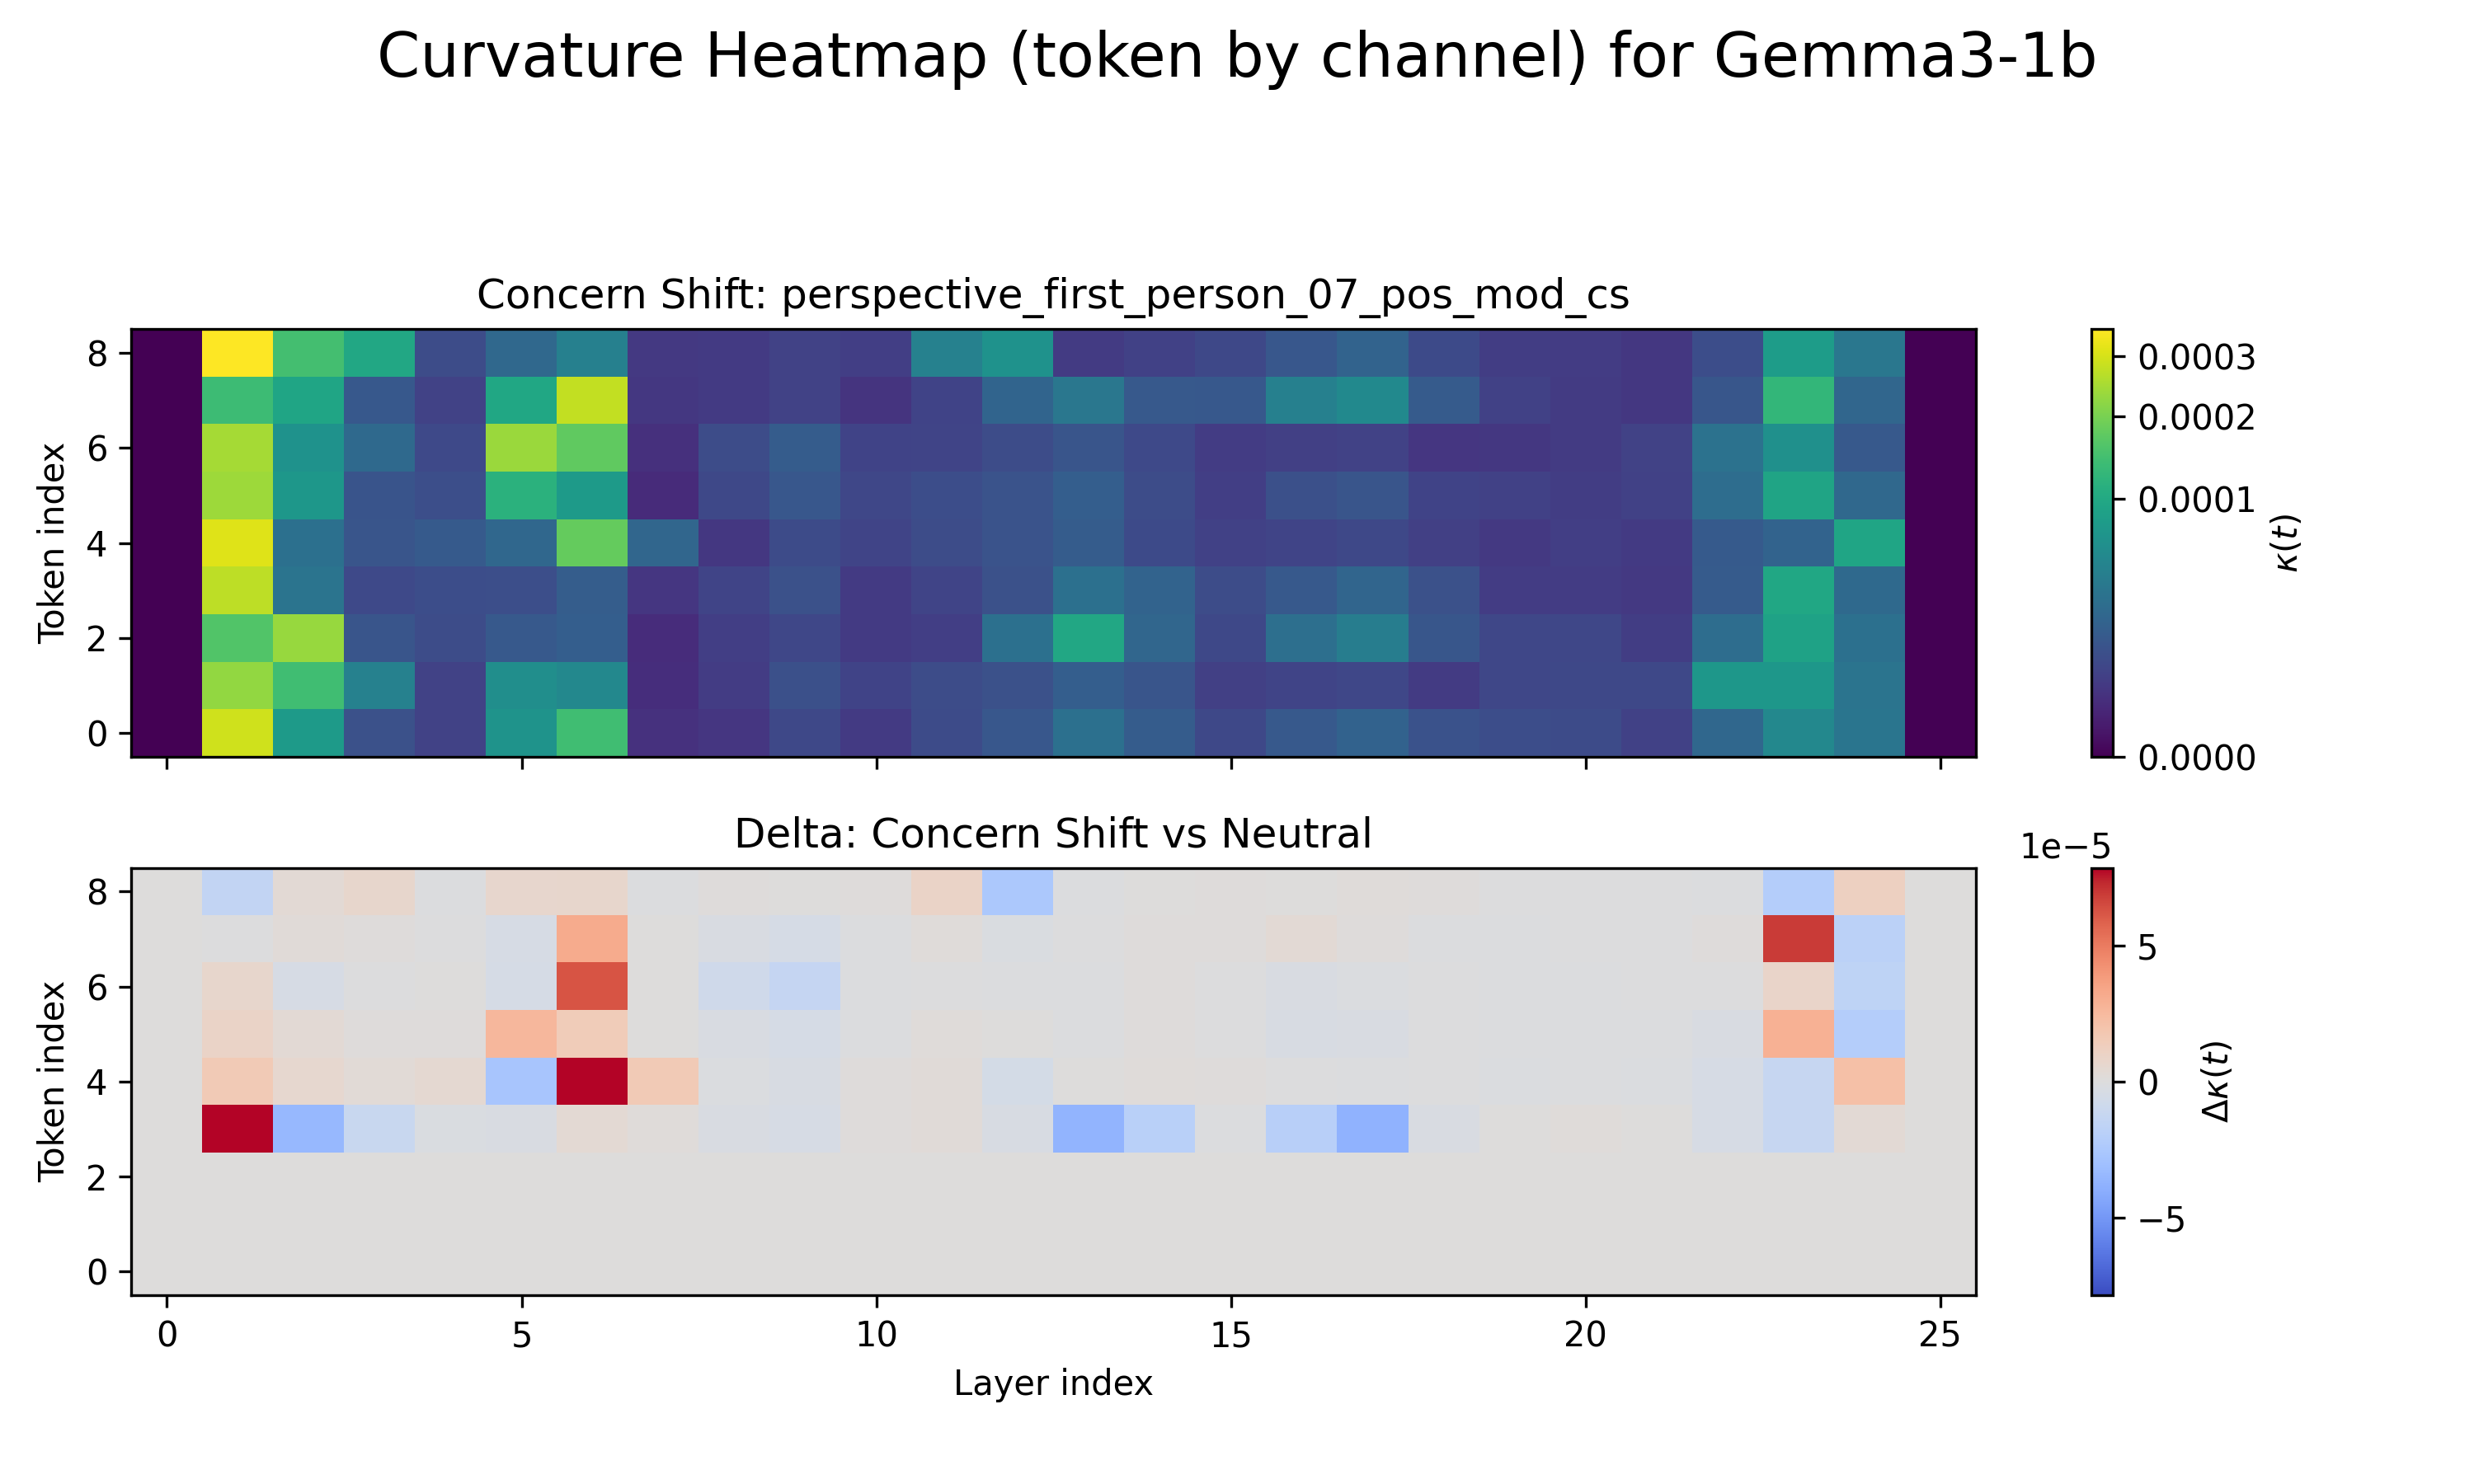 Curvature Heatmap (token by channel) for Gemma3-1b
Concern Shift: perspective_first_person_07_pos_mod_cs
Token index
8
6
4
2
0
0.0003
0.0002
0.0001
0.0000
κ(t)
Delta: Concern Shift vs Neutral
Token index
8
6
4
2
0
0
5
10
15
20
25
Layer index
1e−5
5
0
−5
Δκ(t)